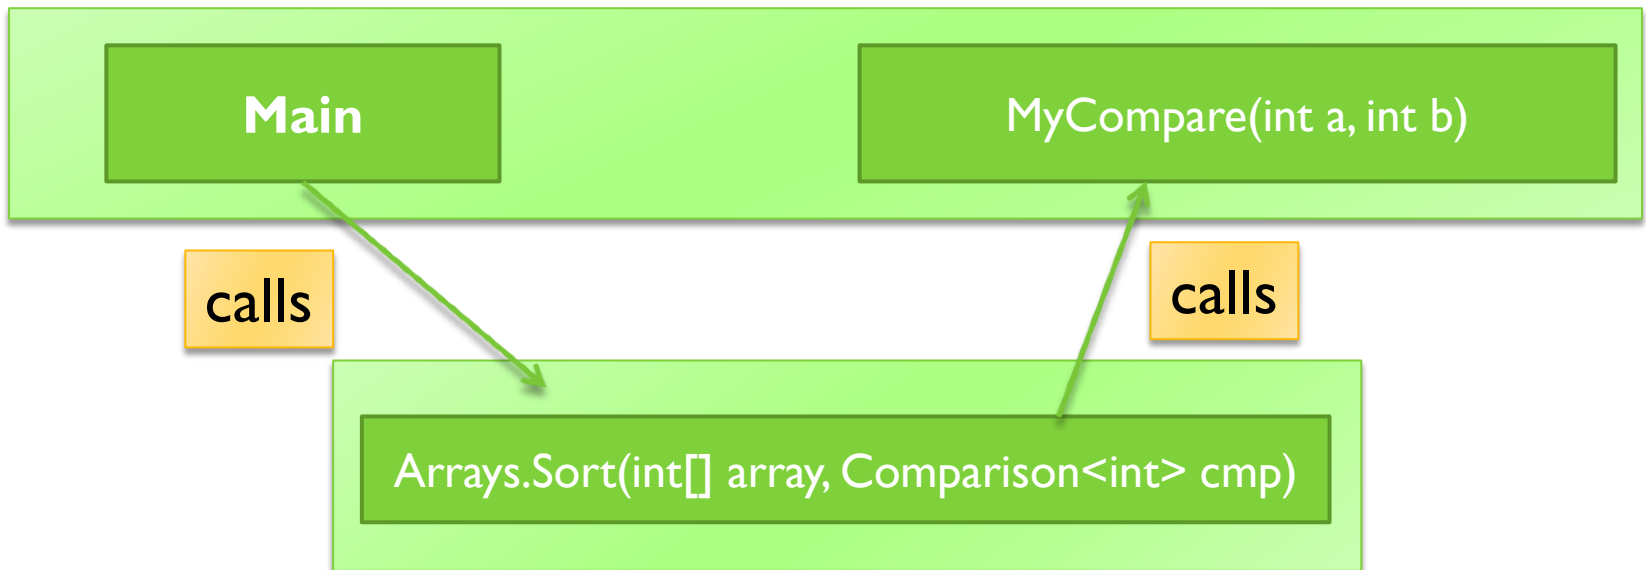 Main
MyCompare(int a, int b)
calls
calls
Arrays.Sort(int[] array, Comparison<int> cmp)